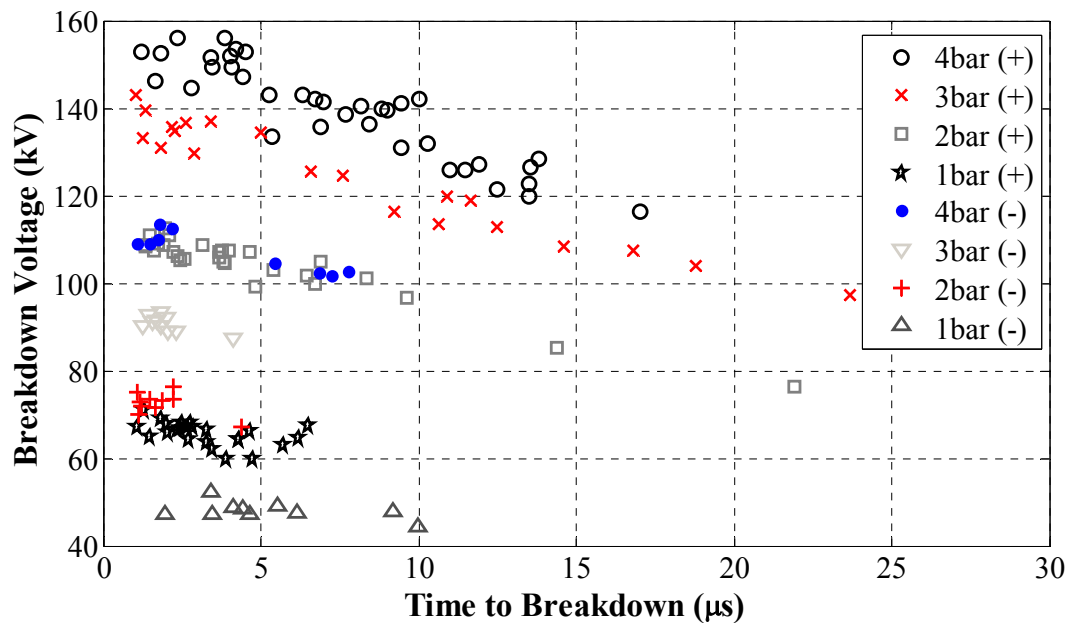 160
140
120
100
80
60
40
Breakdown Voltage (kV)
0
5
10
15
20
25
30
Time to Breakdown (μs)
4bar (+)
3bar (+)
2bar (+)
1bar (+)
4bar (-)
3bar (-)
2bar (-)
1bar (-)